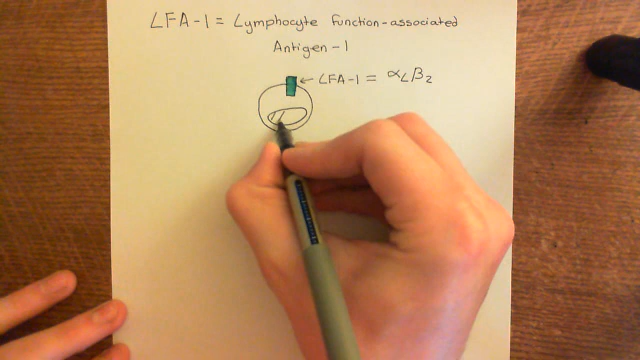 LFA-1 = Lymphocyte function-associated
Antigen-1
← LFA-1 = αLβ2